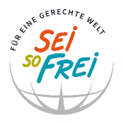 FÜR EINE GERECHTE WELT
SEI
SO FREI